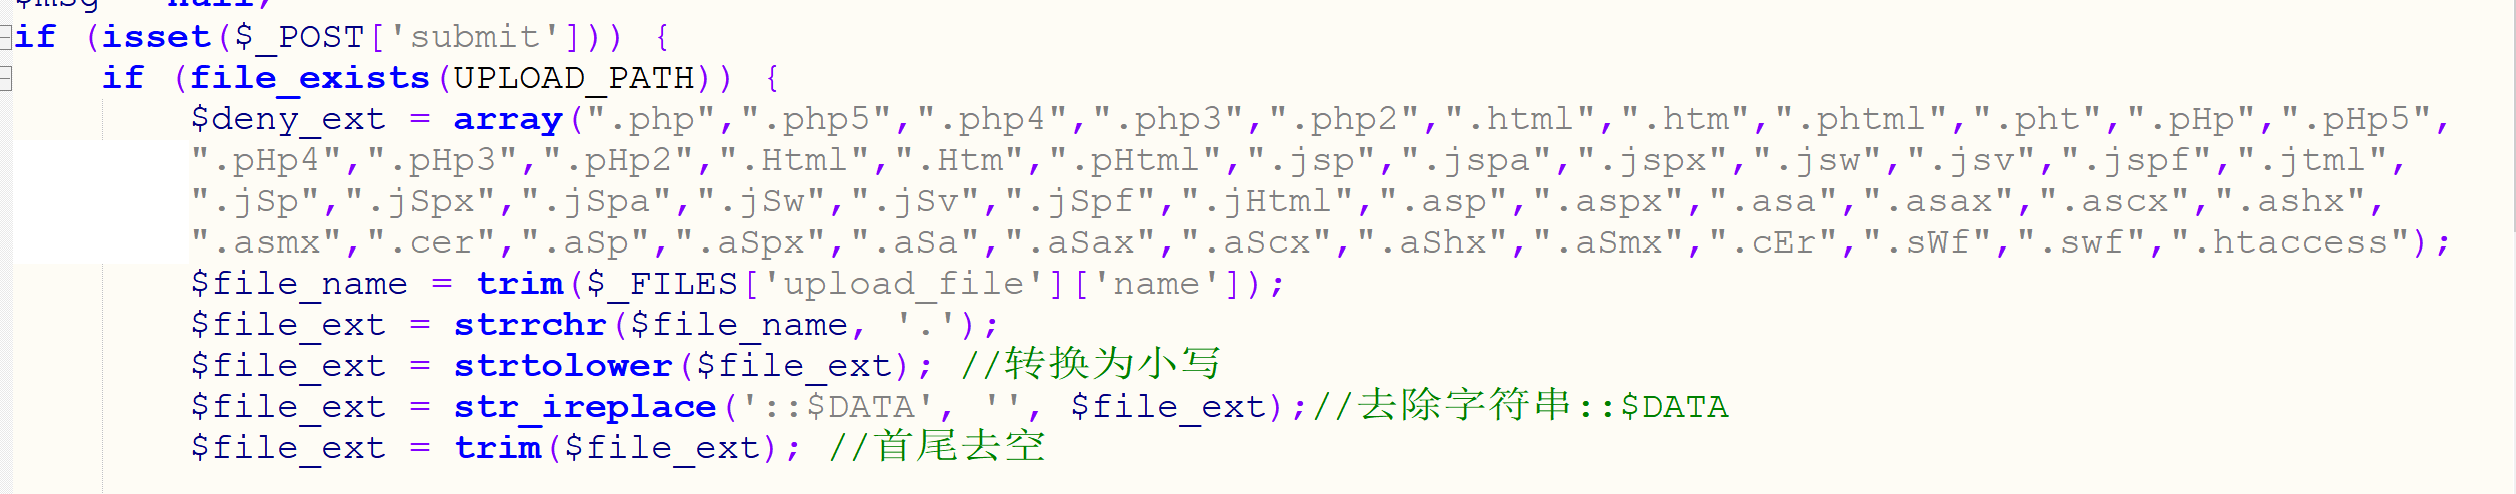 $msg = null;
if (isset($_POST['submit'])) {
if (file_exists(UPLOAD_PATH)) {
$deny_ext = array(".php",".php5",".php4",".php3",".php2",".html",".htm",".phtml",".pht",".pHp",".pHp5",
".pHp4",".pHp3",".pHp2",".Html",".Htm",".pHtml",".jsp",".jspa",".jspx",".jsw",".jsv",".jspf",".jtml",
".jSp",".jSpx",".jSpa",".jSw",".jSv",".jSpf",".jHtml",".asp",".aspx",".asa",".asax",".ascx",".ashx",
".asmx",".cer",".aSp",".aSpx",".aSa",".aSax",".aScx",".aShx",".aSmx",".cEr",".sWf",".swf",".htaccess");
$file_name = trim($_FILES['upload_file']['name']);
$file_ext = strrchr($file_name, '.');
$file_ext = strtolower($file_ext); //转换为小写
$file_ext = str_ireplace('::$DATA', '', $file_ext);//去除字符串::$DATA
$file_ext = trim($file_ext); //首尾去空